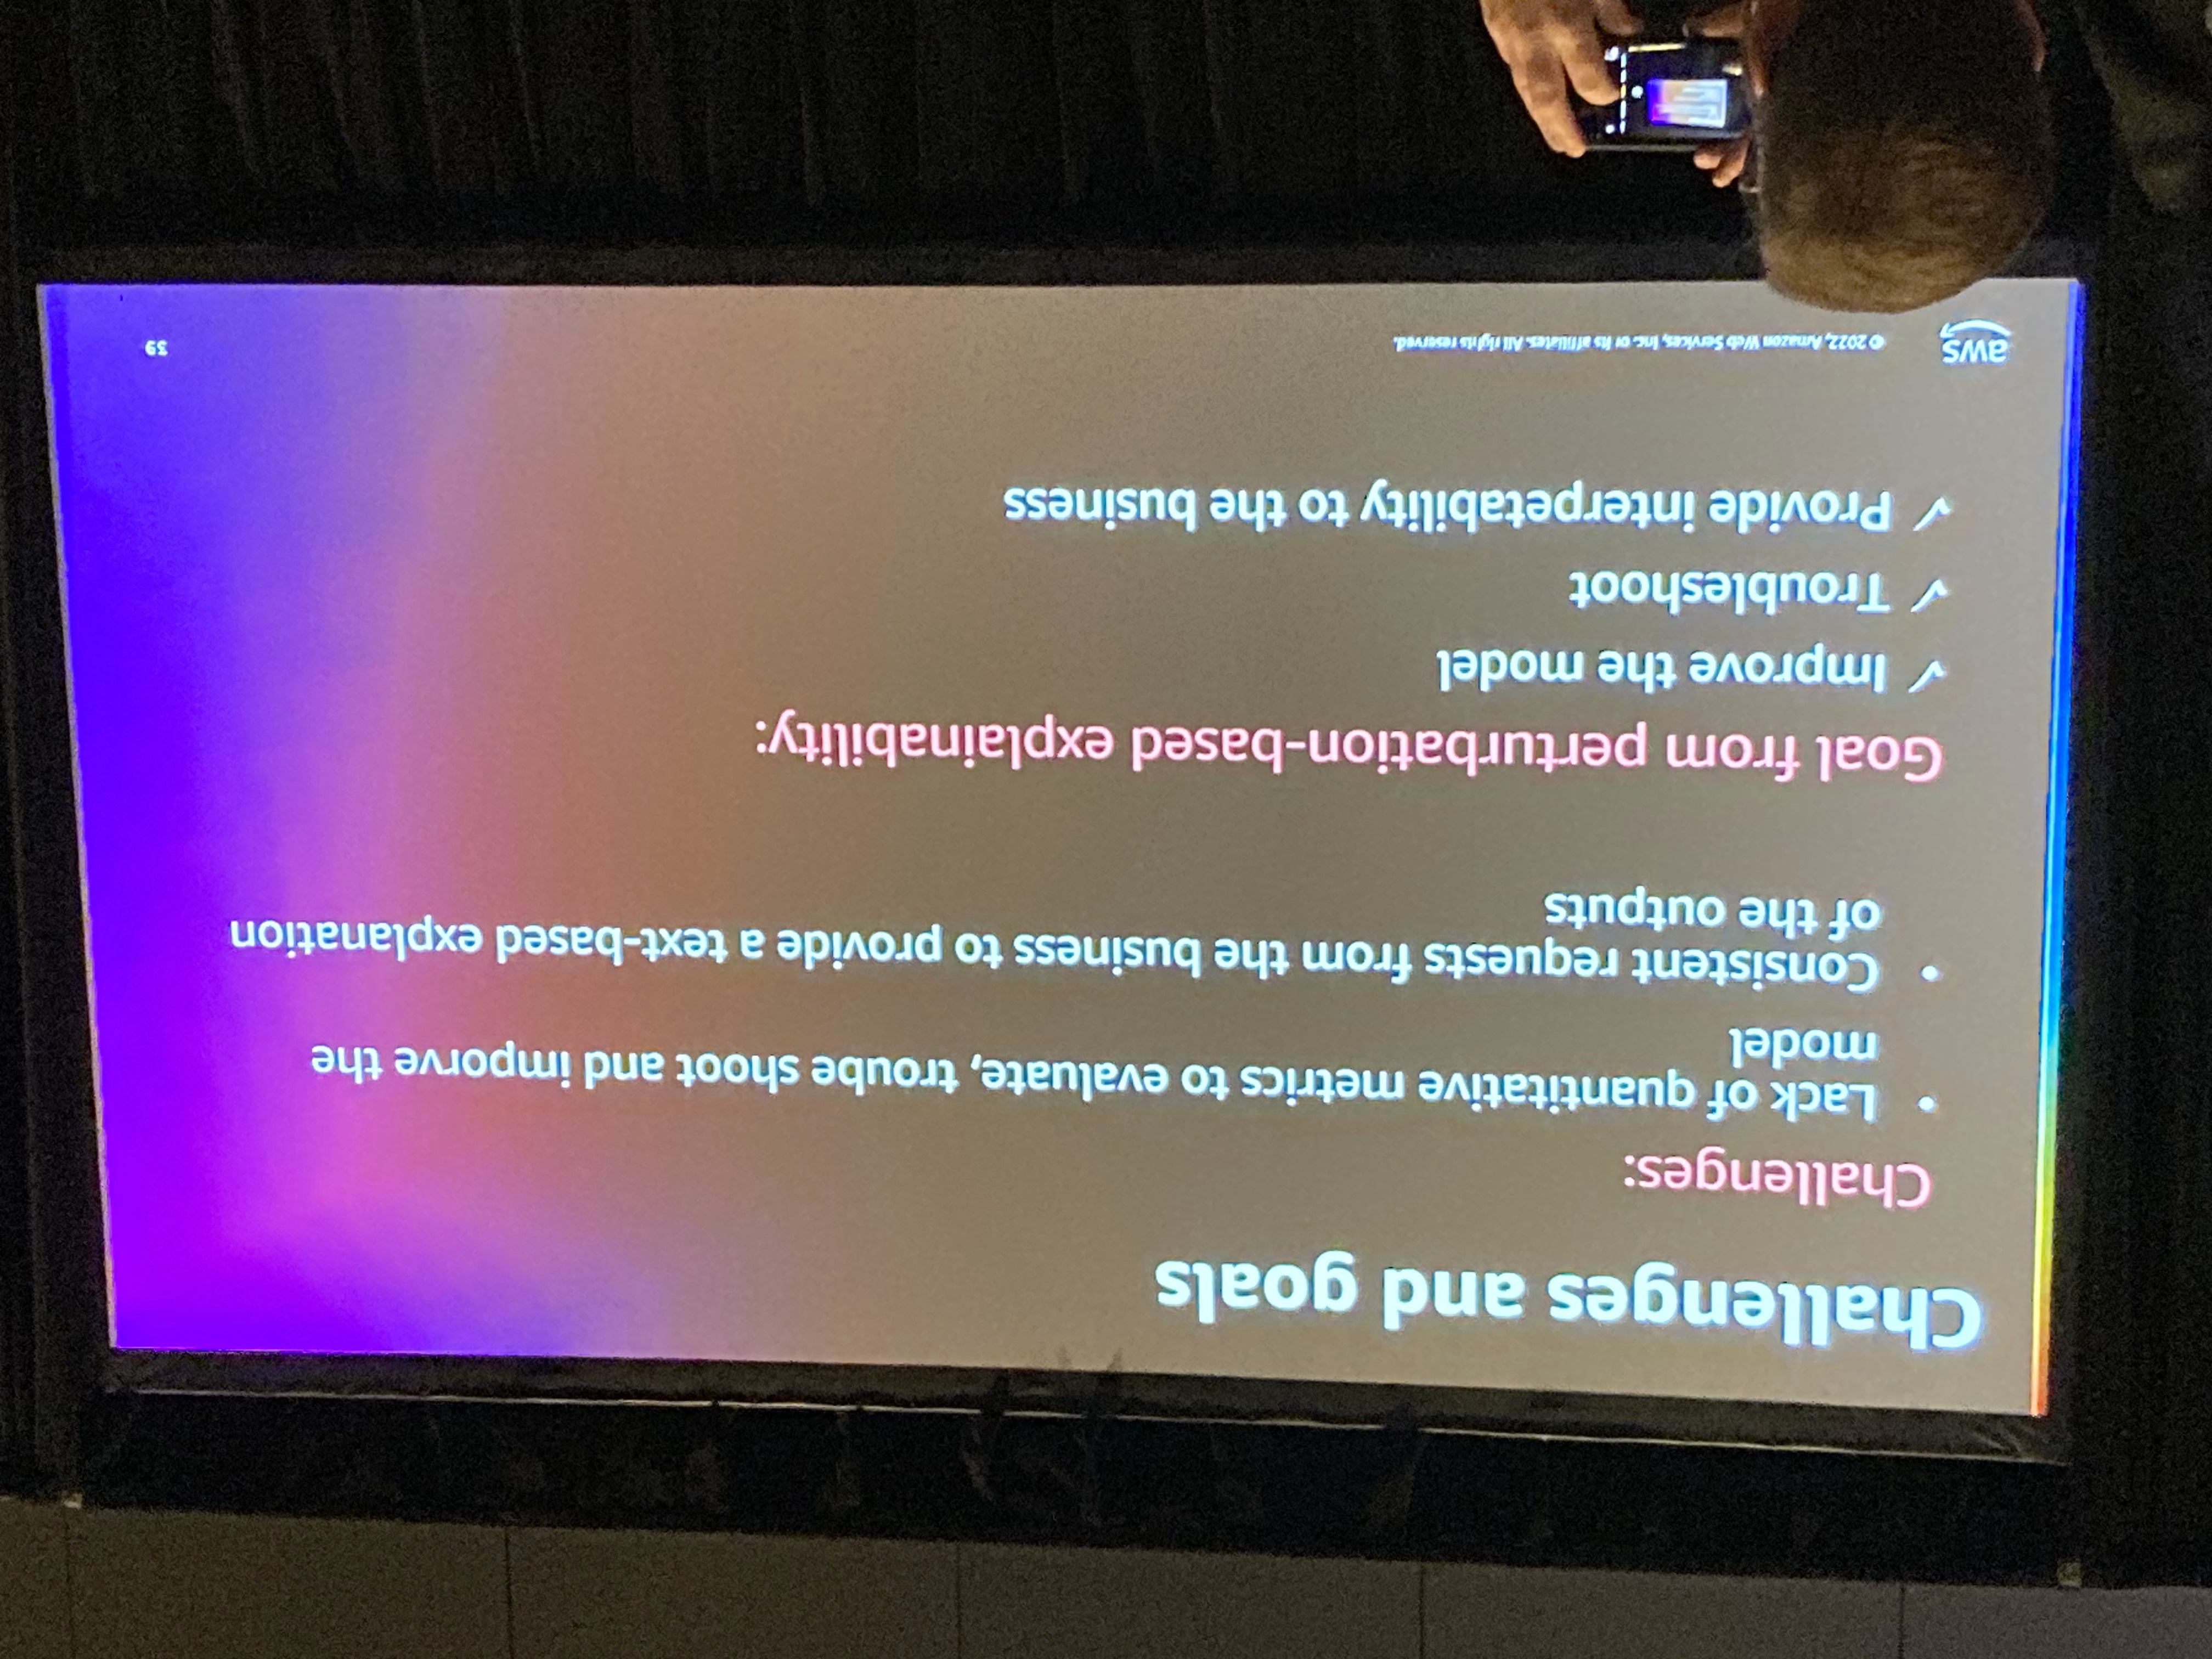 Challenges and goals
Challenges:
• Lack of quantitative metrics to evaluate, troube shoot and imporve the
model
• Consistent requests from the business to provide a text-based explanation
of the outputs
Goal from perturbation-based explainability:
✓ Improve the model
✓ Troubleshoot
✓ Provide interpetability to the business
aws
© 2022, Amazon Web Services, Inc. or its affiliates. All rights reserved.
39